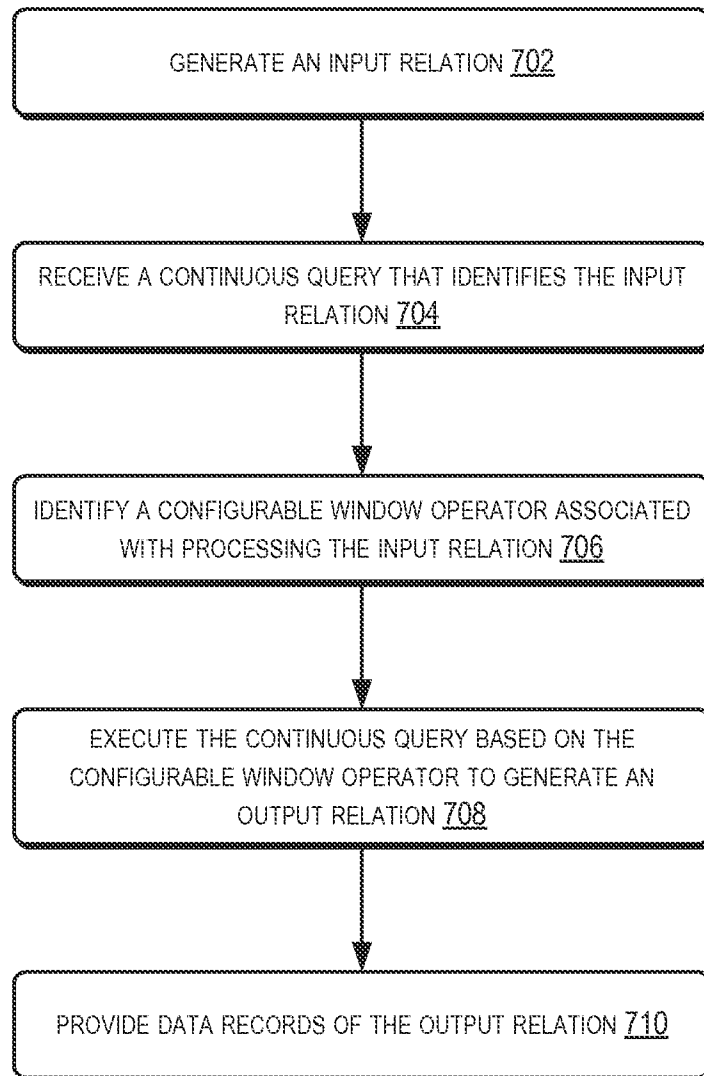 GENERATE AN INPUT RELATION 702
RECEIVE A CONTINUOUS QUERY THAT IDENTIFIES THE INPUT
RELATION 704
IDENTIFY A CONFIGURABLE WINDOW OPERATOR ASSOCIATED
WITH PROCESSING THE INPUT RELATION 706
EXECUTE THE CONTINUOUS QUERY BASED ON THE
CONFIGURABLE WINDOW OPERATOR TO GENERATE AN
OUTPUT RELATION 708
PROVIDE DATA RECORDS OF THE OUTPUT RELATION 710